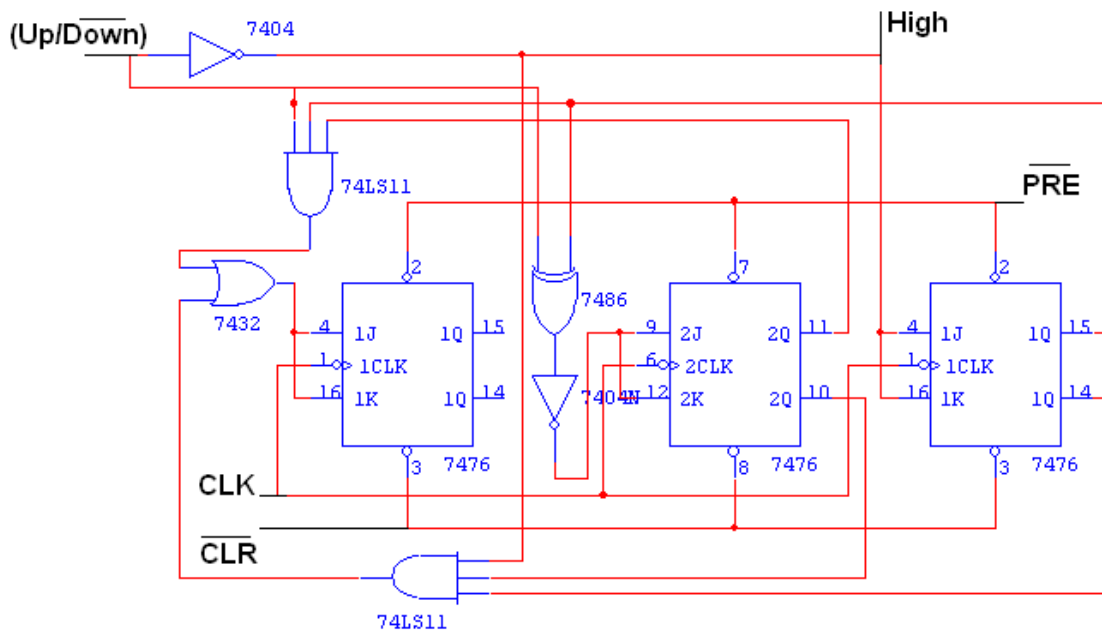 (Up/Down)
7404
High
74LS11
PRE
7432
7486
7404N
2
4 1J 1Q 15
1 1CLK
16 1K 1Q 14
3 7476
7
9 2J 2Q 11
6 2CLK
12 2K 2Q 10
8 7476
2
4 1J 1Q 15
1 1CLK
16 1K 1Q 14
3 7476
CLK
CLR
74LS11